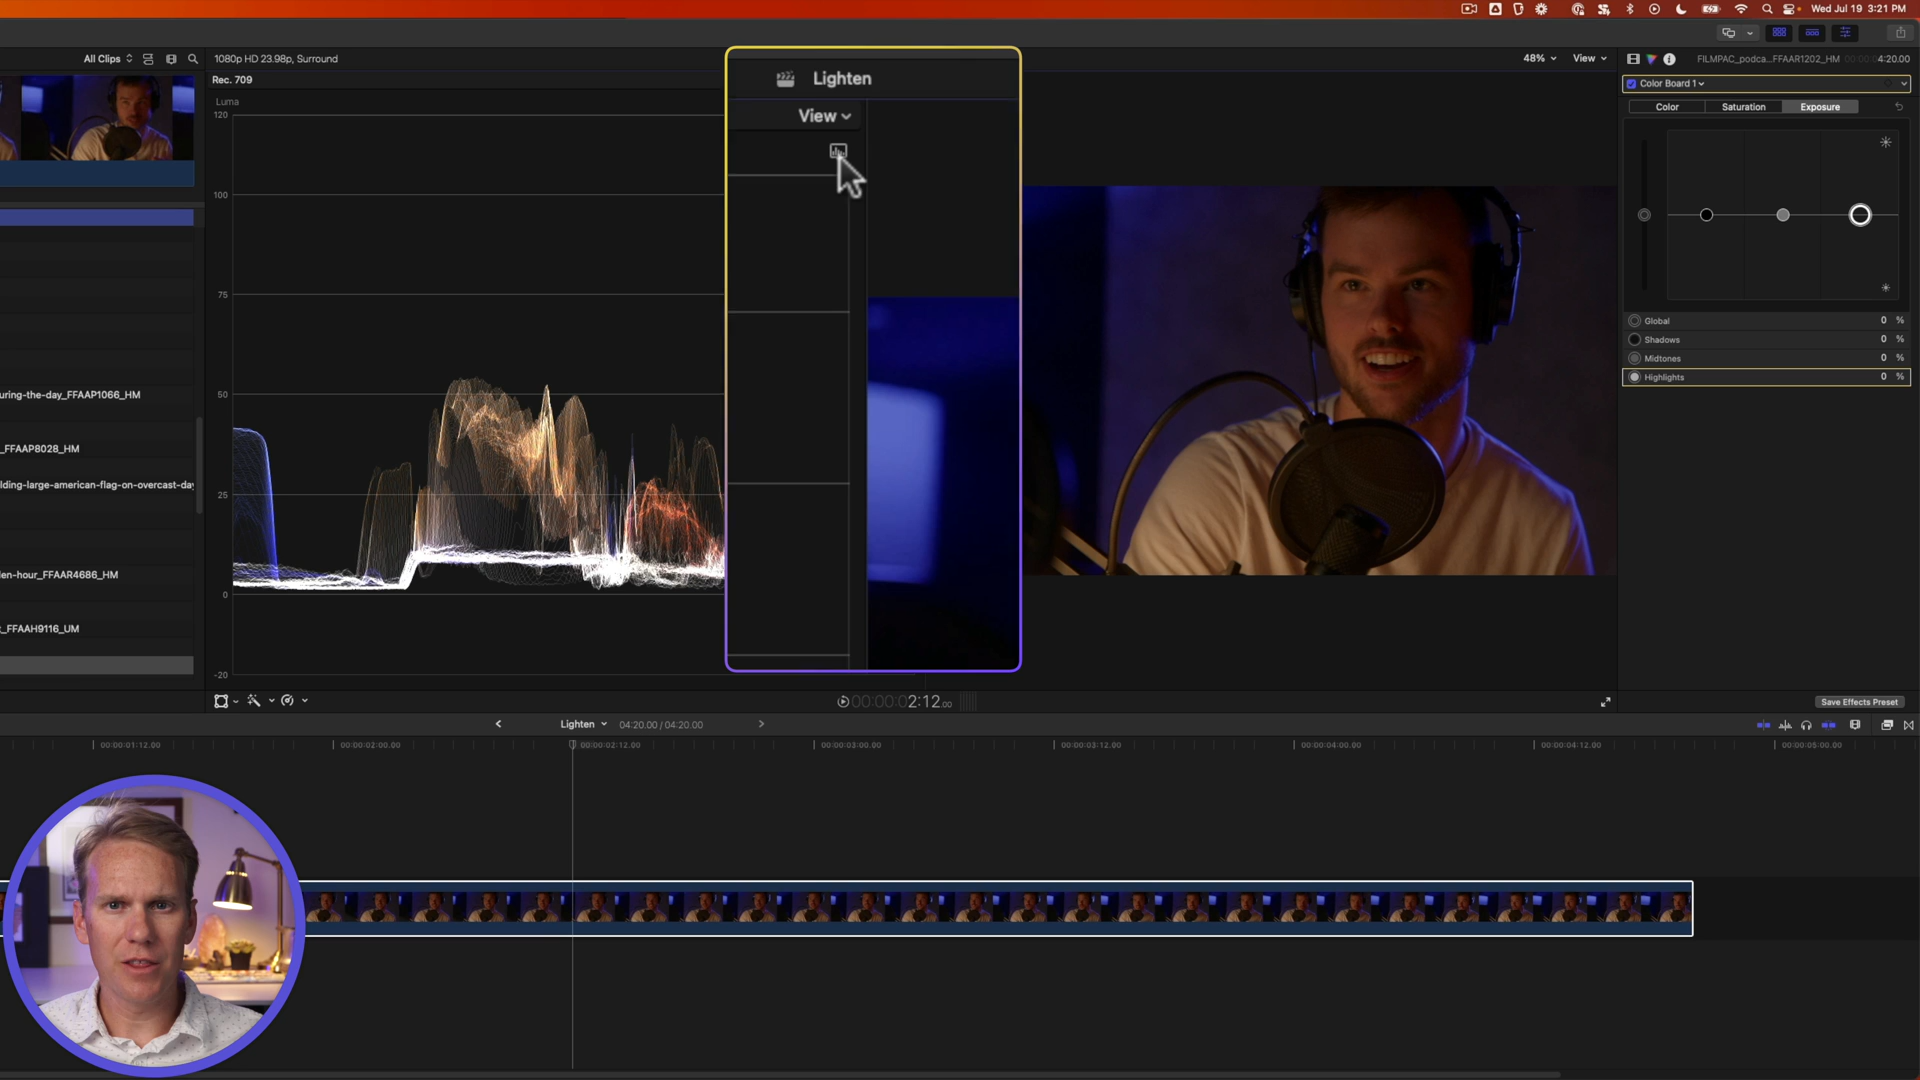 Wed Jul 19 3:21 PM
All Clips
1080p HD 23.98p, Surround
48%
View
FILMPAC_podca...FFAAR1202_HM
4:20.00
Rec. 709
Luma
120
100
75
50
25
0
-20
Lighten
View
Color Board 1
Color
Saturation
Exposure
Global
0 %
Shadows
0 %
Midtones
0 %
Highlights
0 %
uring-the-day_FFAAP1066_HM
_FFAAP8028_HM
lding-large-american-flag-on-overcast-day
en-hour_FFAAR4686_HM
_FFAAH9116_UM
00:00:02:12.00
Save Effects Preset
Lighten
04:20.00 / 04:20.00
00:00:01:12.00
00:00:02:00.00
00:00:02:12.00
00:00:03:00.00
00:00:03:12.00
00:00:04:00.00
00:00:04:12.00
00:00:05:00.00